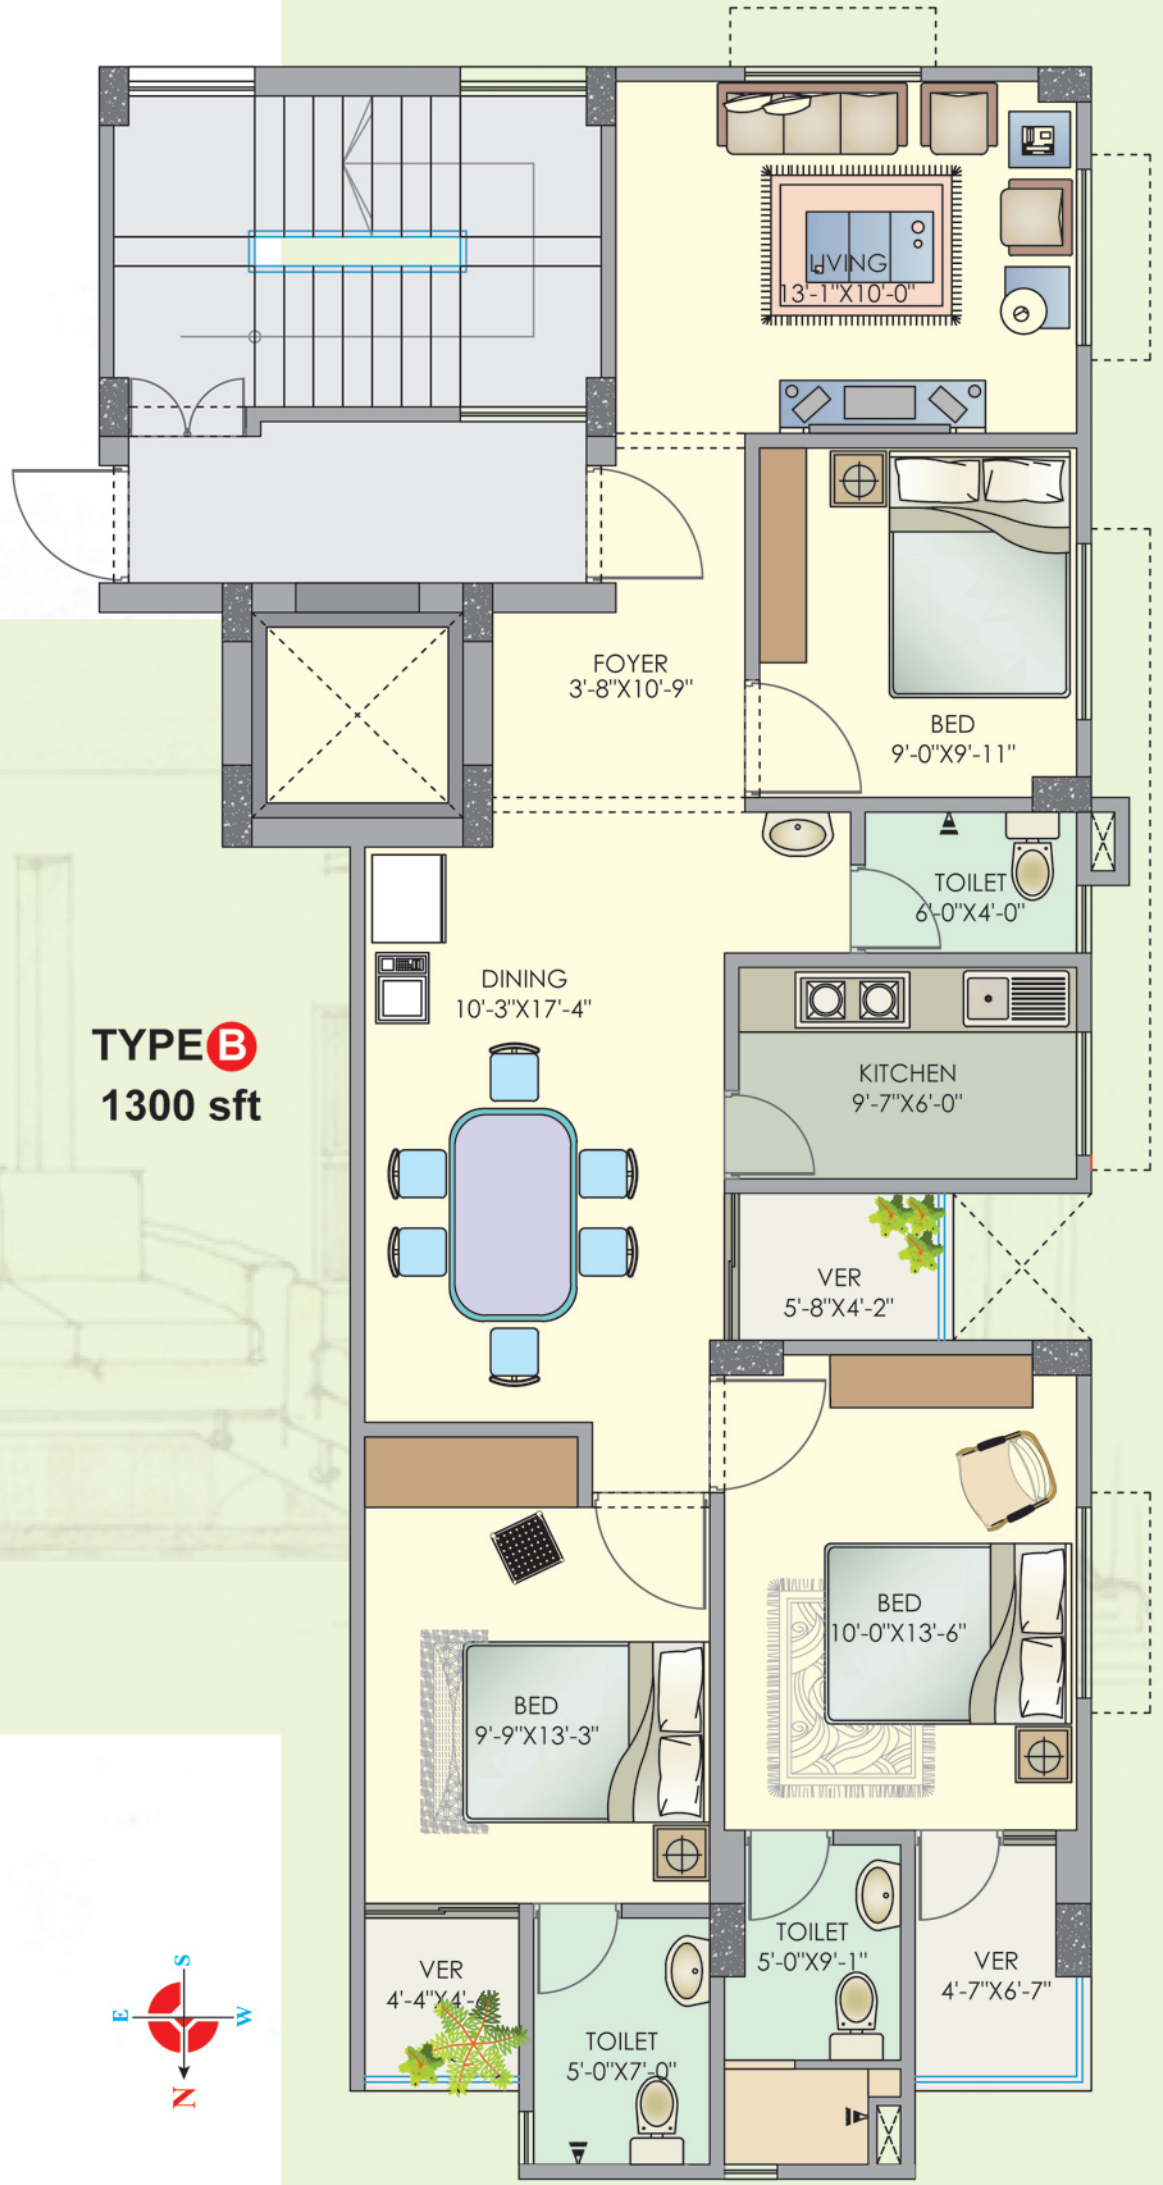 LIVING
13'-1"X10'-0"
FOYER
3'-8"X10'-9"
BED
9'-0"X9'-11"
TOILET
6'-0"X4'-0"
DINING
10'-3"X17'-4"
TYPE B
1300 sft
KITCHEN
9'-7"X6'-0"
VER
5'-8"X4'-2"
BED
10'-0"X13'-6"
BED
9'-9"X13'-3"
TOILET
5'-0"X9'-1"
VER
4'-7"X6'-7"
VER
TOILET
5'-0"X7'-0"
S
E
W
N